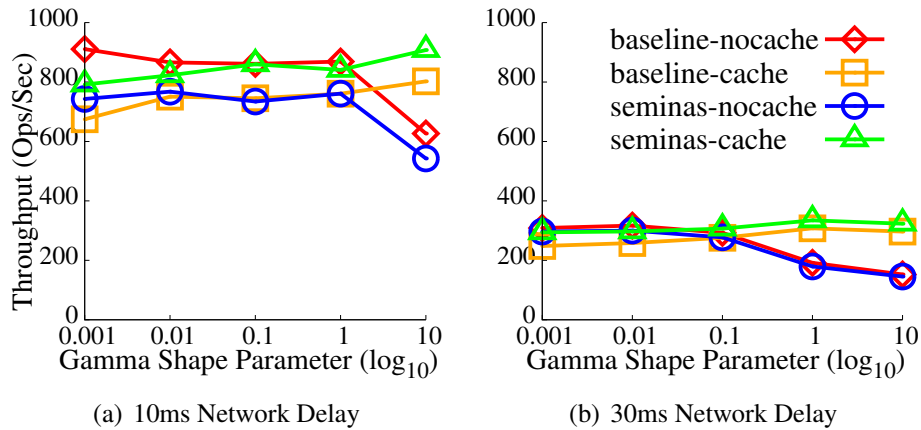 Throughput (Ops/Sec)
1000
800
600
400
200
0
0.001 0.01 0.1 1 10
Gamma Shape Parameter (log10)
(a) 10ms Network Delay
1000
800
600
400
200
0
baseline-nocache
baseline-cache
seminas-nocache
seminas-cache
0.001 0.01 0.1 1 10
Gamma Shape Parameter (log10)
(b) 30ms Network Delay